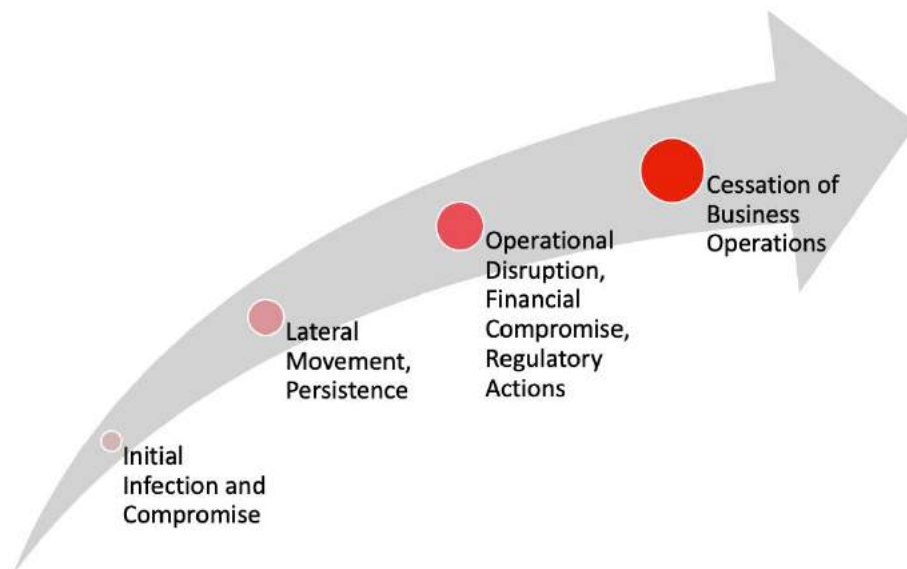 Initial
Infection and
Compromise
Lateral
Movement,
Persistence
Operational
Disruption,
Financial
Compromise,
Regulatory
Actions
Cessation of
Business
Operations